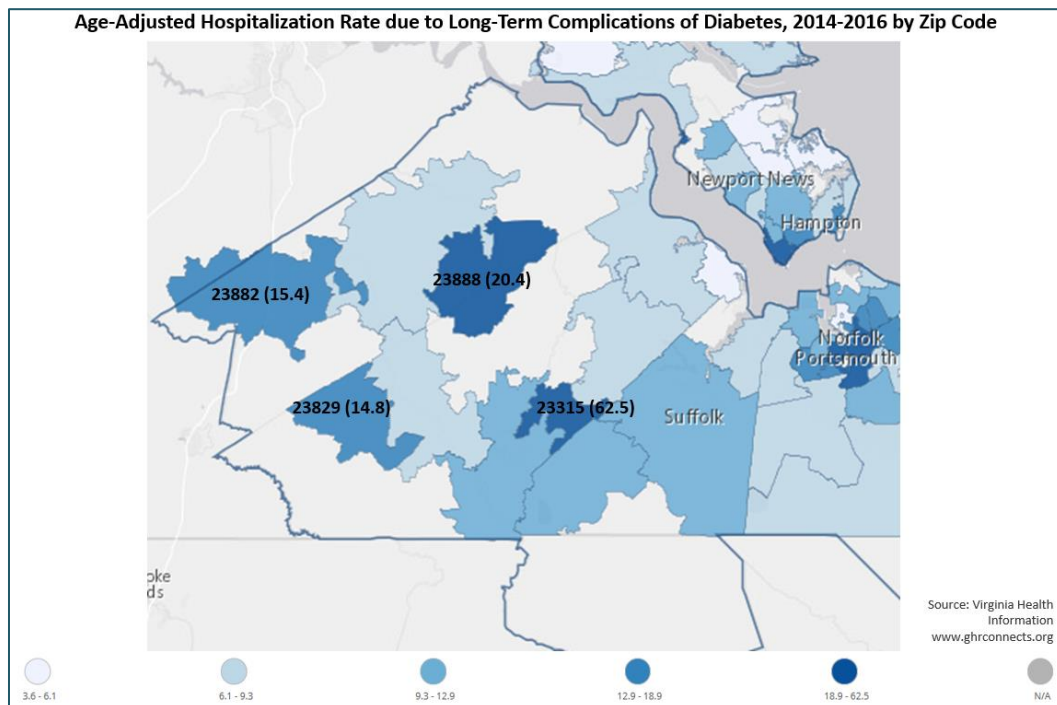 Age-Adjusted Hospitalization Rate due to Long-Term Complications of Diabetes, 2014-2016 by Zip Code
Newport News
Hampton
23888 (20.4)
23882 (15.4)
Norfolk
Portsmouth
23829 (14.8)
23315 (62.5)
Suffolk
oke
ds
Source: Virginia Health
Information
www.ghrconnects.org
3.6 - 6.1
6.1 - 9.3
9.3 - 12.9
12.9 - 18.9
18.9 - 62.5
N/A